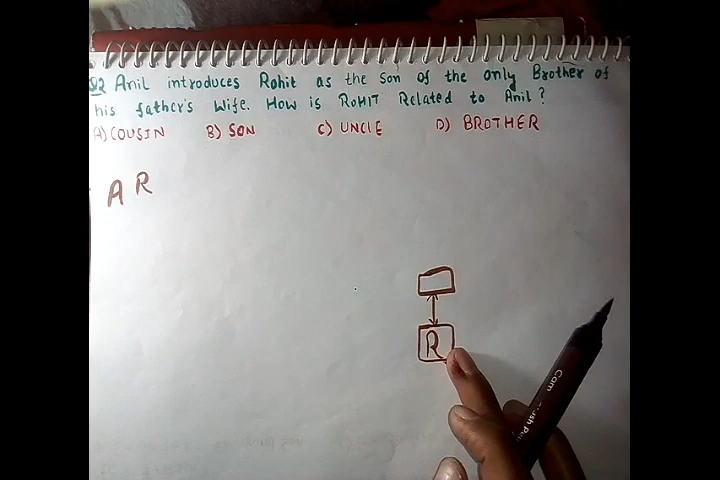 Q2 Anil introduces Rohit as the son of the only Brother of
his father's Wife. How is ROHIT Related to Anil?
A) COUSIN B) SON C) UNCLE D) BROTHER
A R
R
Cam